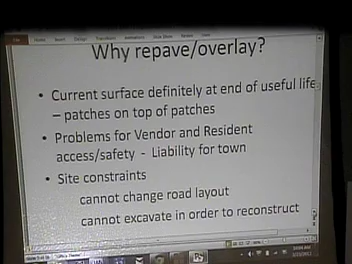 Why repave/overlay?
• Current surface definitely at end of useful life
– patches on top of patches
• Problems for Vendor and Resident
access/safety - Liability for town
• Site constraints
cannot change road layout
cannot excavate in order to reconstruct